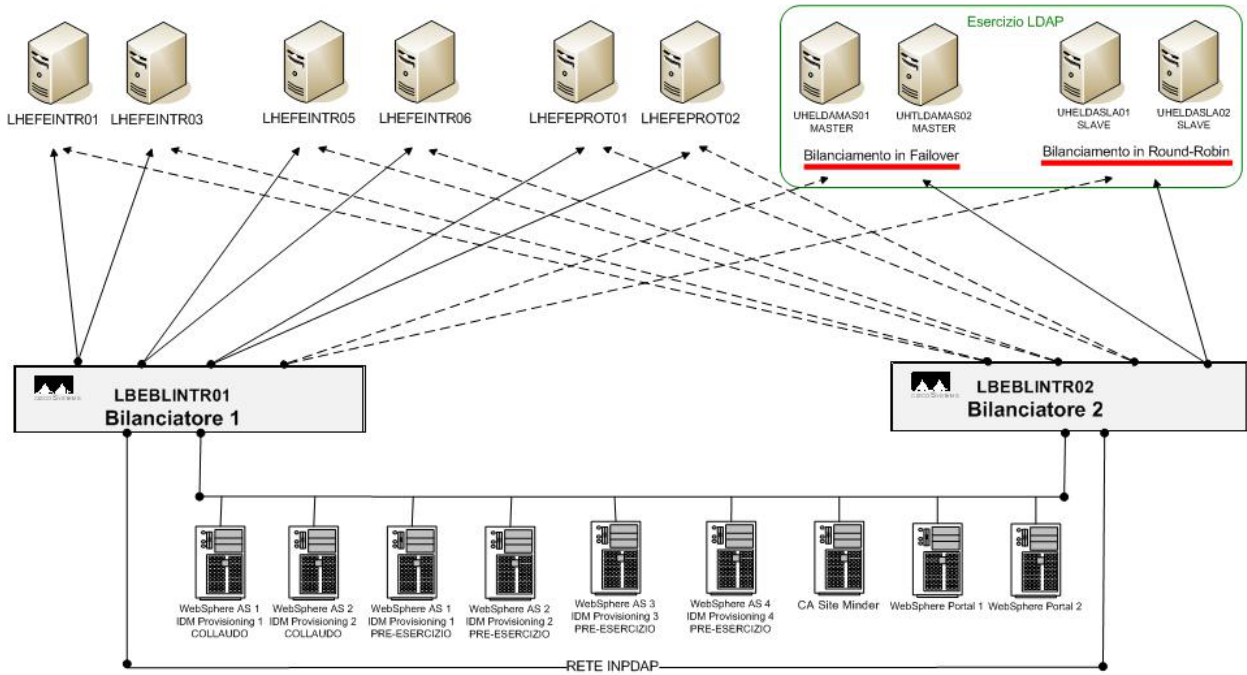 Esercizio LDAP
LHEFEINTR01
LHEFEINTR03
LHEFEINTR05
LHEFEINTR06
LHEFEPROT01
LHEFEPROT02
UHELDAMAS01
MASTER
UHTLDAMAS02
MASTER
UHELDASLA01
SLAVE
UHELDASLA02
SLAVE
Bilanciamento in Failover
Bilanciamento in Round-Robin
CISCO SYSTEMS
LBEBLINTR01
Bilanciatore 1
CISCO SYSTEMS
LBEBLINTR02
Bilanciatore 2
WebSphere AS 1
IDM Provisioning 1
COLLAUDO
WebSphere AS 2
IDM Provisioning 2
COLLAUDO
WebSphere AS 1
IDM Provisioning 1
PRE-ESERCIZIO
WebSphere AS 2
IDM Provisioning 2
PRE-ESERCIZIO
WebSphere AS 3
IDM Provisioning 3
PRE-ESERCIZIO
WebSphere AS 4
IDM Provisioning 4
PRE-ESERCIZIO
CA Site Minder
WebSphere Portal 1
WebSphere Portal 2
RETE INPDAP